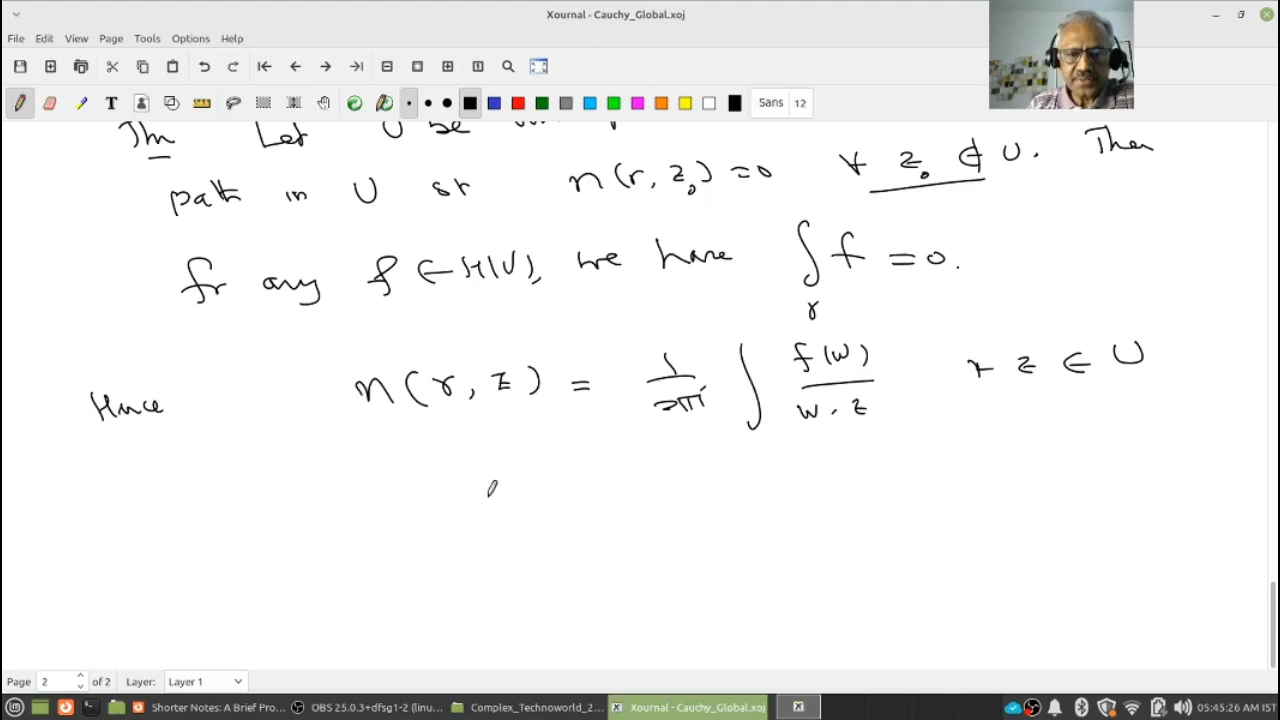 Xournal - Cauchy_Global.xoj
File Edit View Page Tools Options Help
Sans 12
Thm Let U be
path in U st n(γ, z₀) = 0 ∀ z₀ ∉ U. Then
fr any f ∈ H(U), we have ∫_γ f = 0.
Hence n(γ, z) = 1/2πi ∫ f(w)/w - z ∀ z ∈ U
Page 2 of 2 Layer: Layer 1
Shorter Notes: A Brief Pro... OBS 25.0.3+dfsg1-2 (linu... Complex_Technoworld_2... Xournal - Cauchy_Global.xoj 05:45:26 AM IST